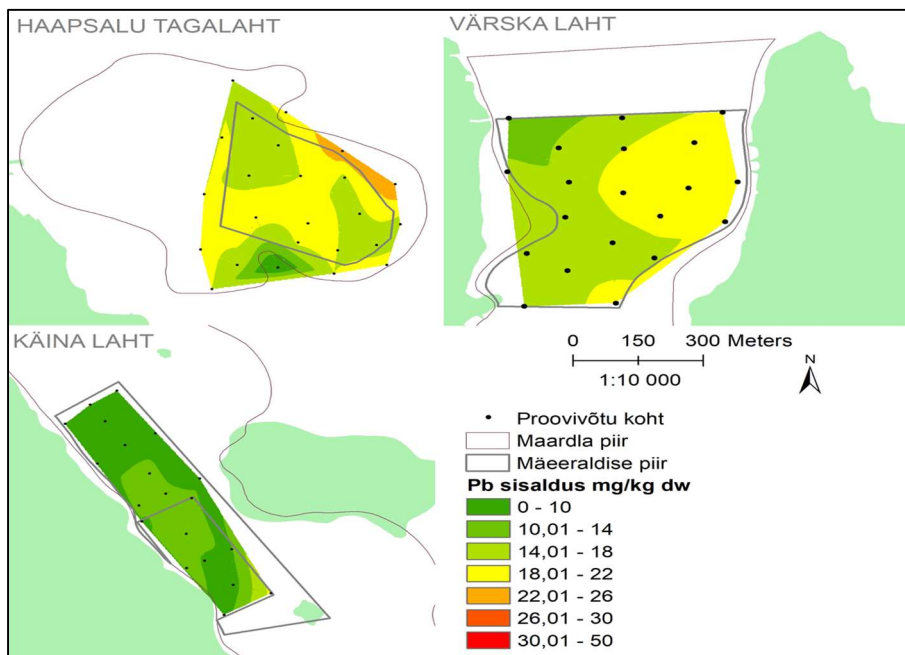 HAAPSALU TAGALAHT
VÄRSKA LAHT
KÄINA LAHT
0 150 300 Meters
1:10 000
N
Proovivõtu koht
Maardla piir
Mäeeraldise piir
Pb sisaldus mg/kg dw
0 - 10
10,01 - 14
14,01 - 18
18,01 - 22
22,01 - 26
26,01 - 30
30,01 - 50